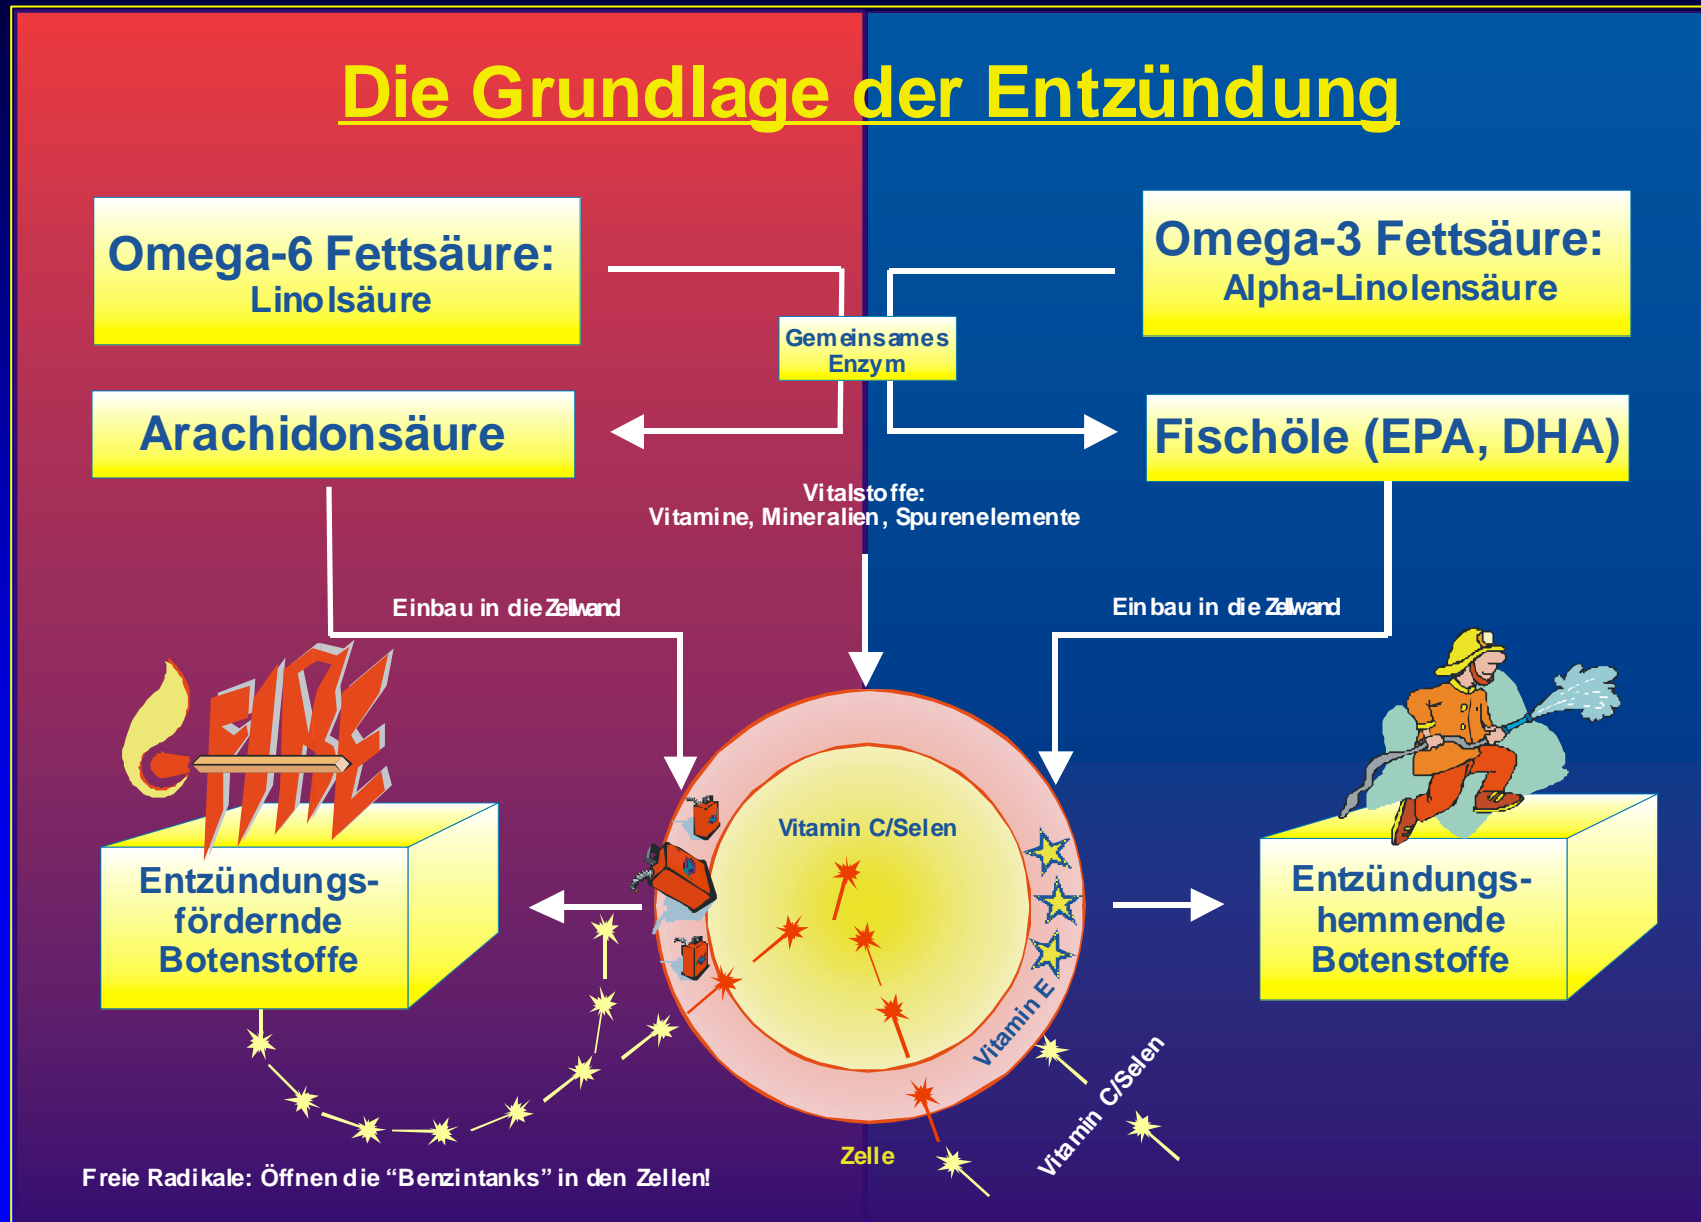 Die Grundlage der Entzündung
Omega-6 Fettsäure:
Linolsäure
Omega-3 Fettsäure:
Alpha-Linolensäure
Gemeinsames
Enzym
Arachidonsäure
Fischöle (EPA, DHA)
Vitalstoffe:
Vitamine, Mineralien, Spurenelemente
Einbau in die Zellwand
Einbau in die Zellwand
FIRE
Vitamin C/Selen
Entzündungs-
fördernde
Botenstoffe
Entzündungs-
hemmende
Botenstoffe
Vitamin E
Vitamin C/Selen
Zelle
Freie Radikale: Öffnen die “Benzintanks” in den Zellen!